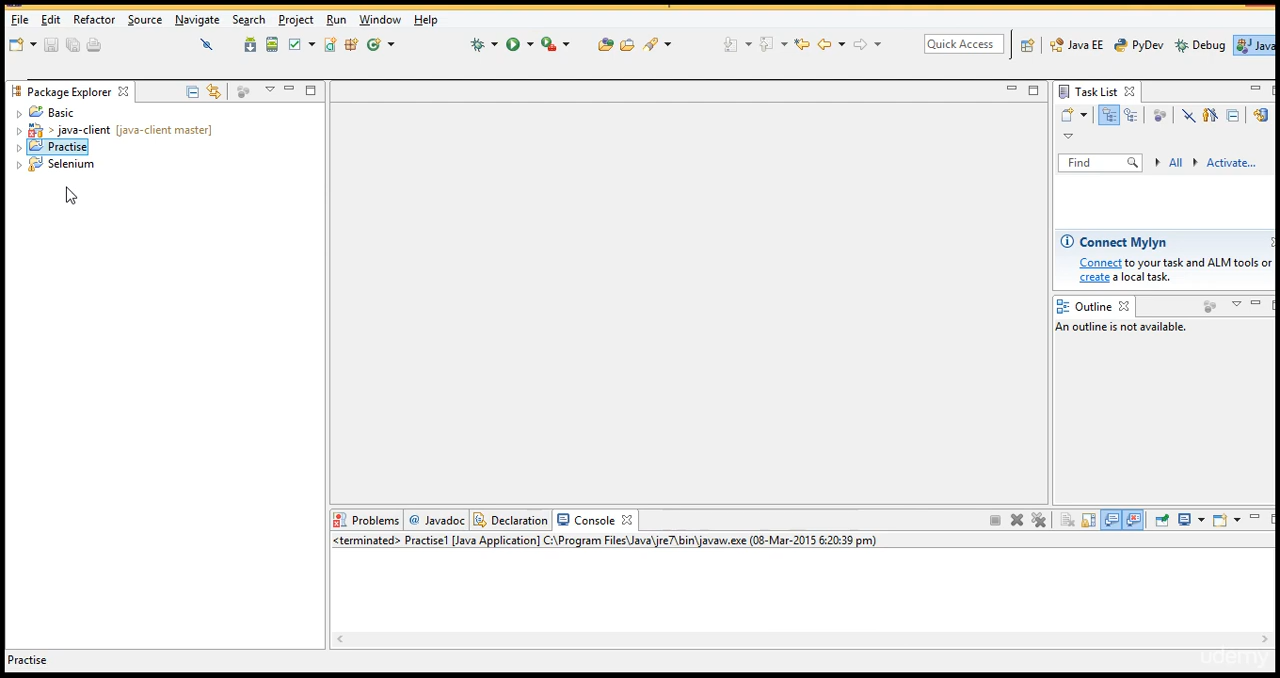 File Edit Refactor Source Navigate Search Project Run Window Help
Quick Access Java EE PyDev Debug Java
Package Explorer
Basic
> java-client [java-client master]
Practise
Selenium
Task List
Find All Activate...
Connect Mylyn
Connect to your task and ALM tools or
create a local task.
Outline
An outline is not available.
Problems @ Javadoc Declaration Console
<terminated> Practise1 [Java Application] C:\Program Files\Java\jre7\bin\javaw.exe (08-Mar-2015 6:20:39 pm)
Practise
udemy